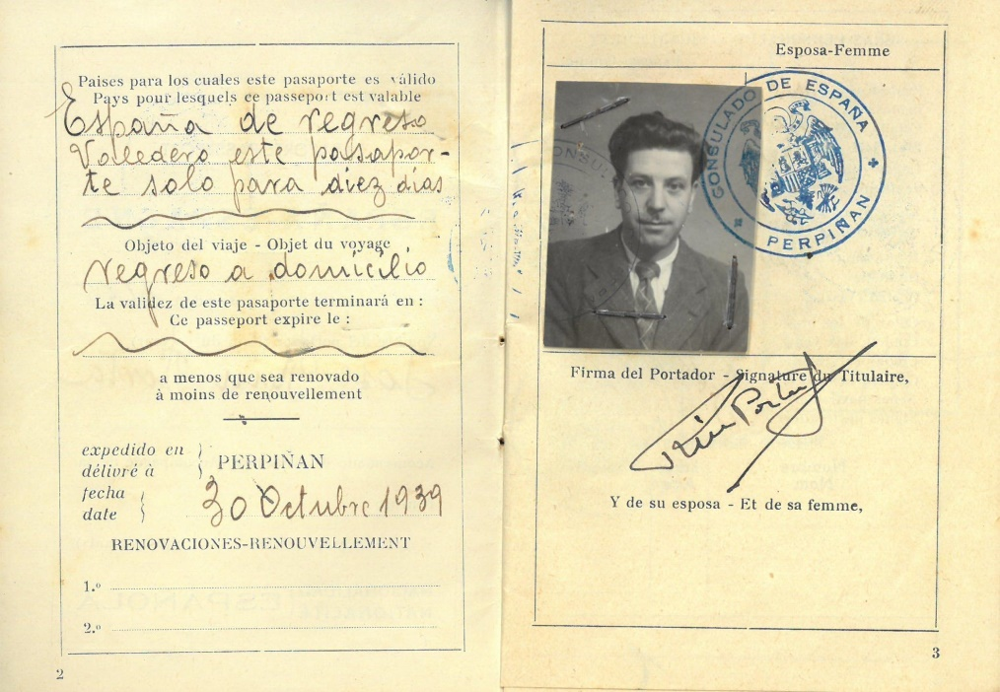 Paises para los cuales este pasaporte es válido
Pays pour lesquels ce passeport est valable
España de regreso
Valedero este pasapor-
te solo para diez días
Objeto del viaje - Objet du voyage
regreso a domicilio
La validez de este pasaporte terminará en :
Ce passeport expire le :
a menos que sea renovado
à moins de renouvellement
expedido en
délivré à
PERPIÑAN
fecha
date
30 Octubre 1939
RENOVACIONES-RENOUVELLEMENT
1.º
2.º
2
Esposa-Femme
CONSULADO DE ESPAÑA
PERPIÑAN
Firma del Portador - Signature du Titulaire,
Y de su esposa - Et de sa femme,
3